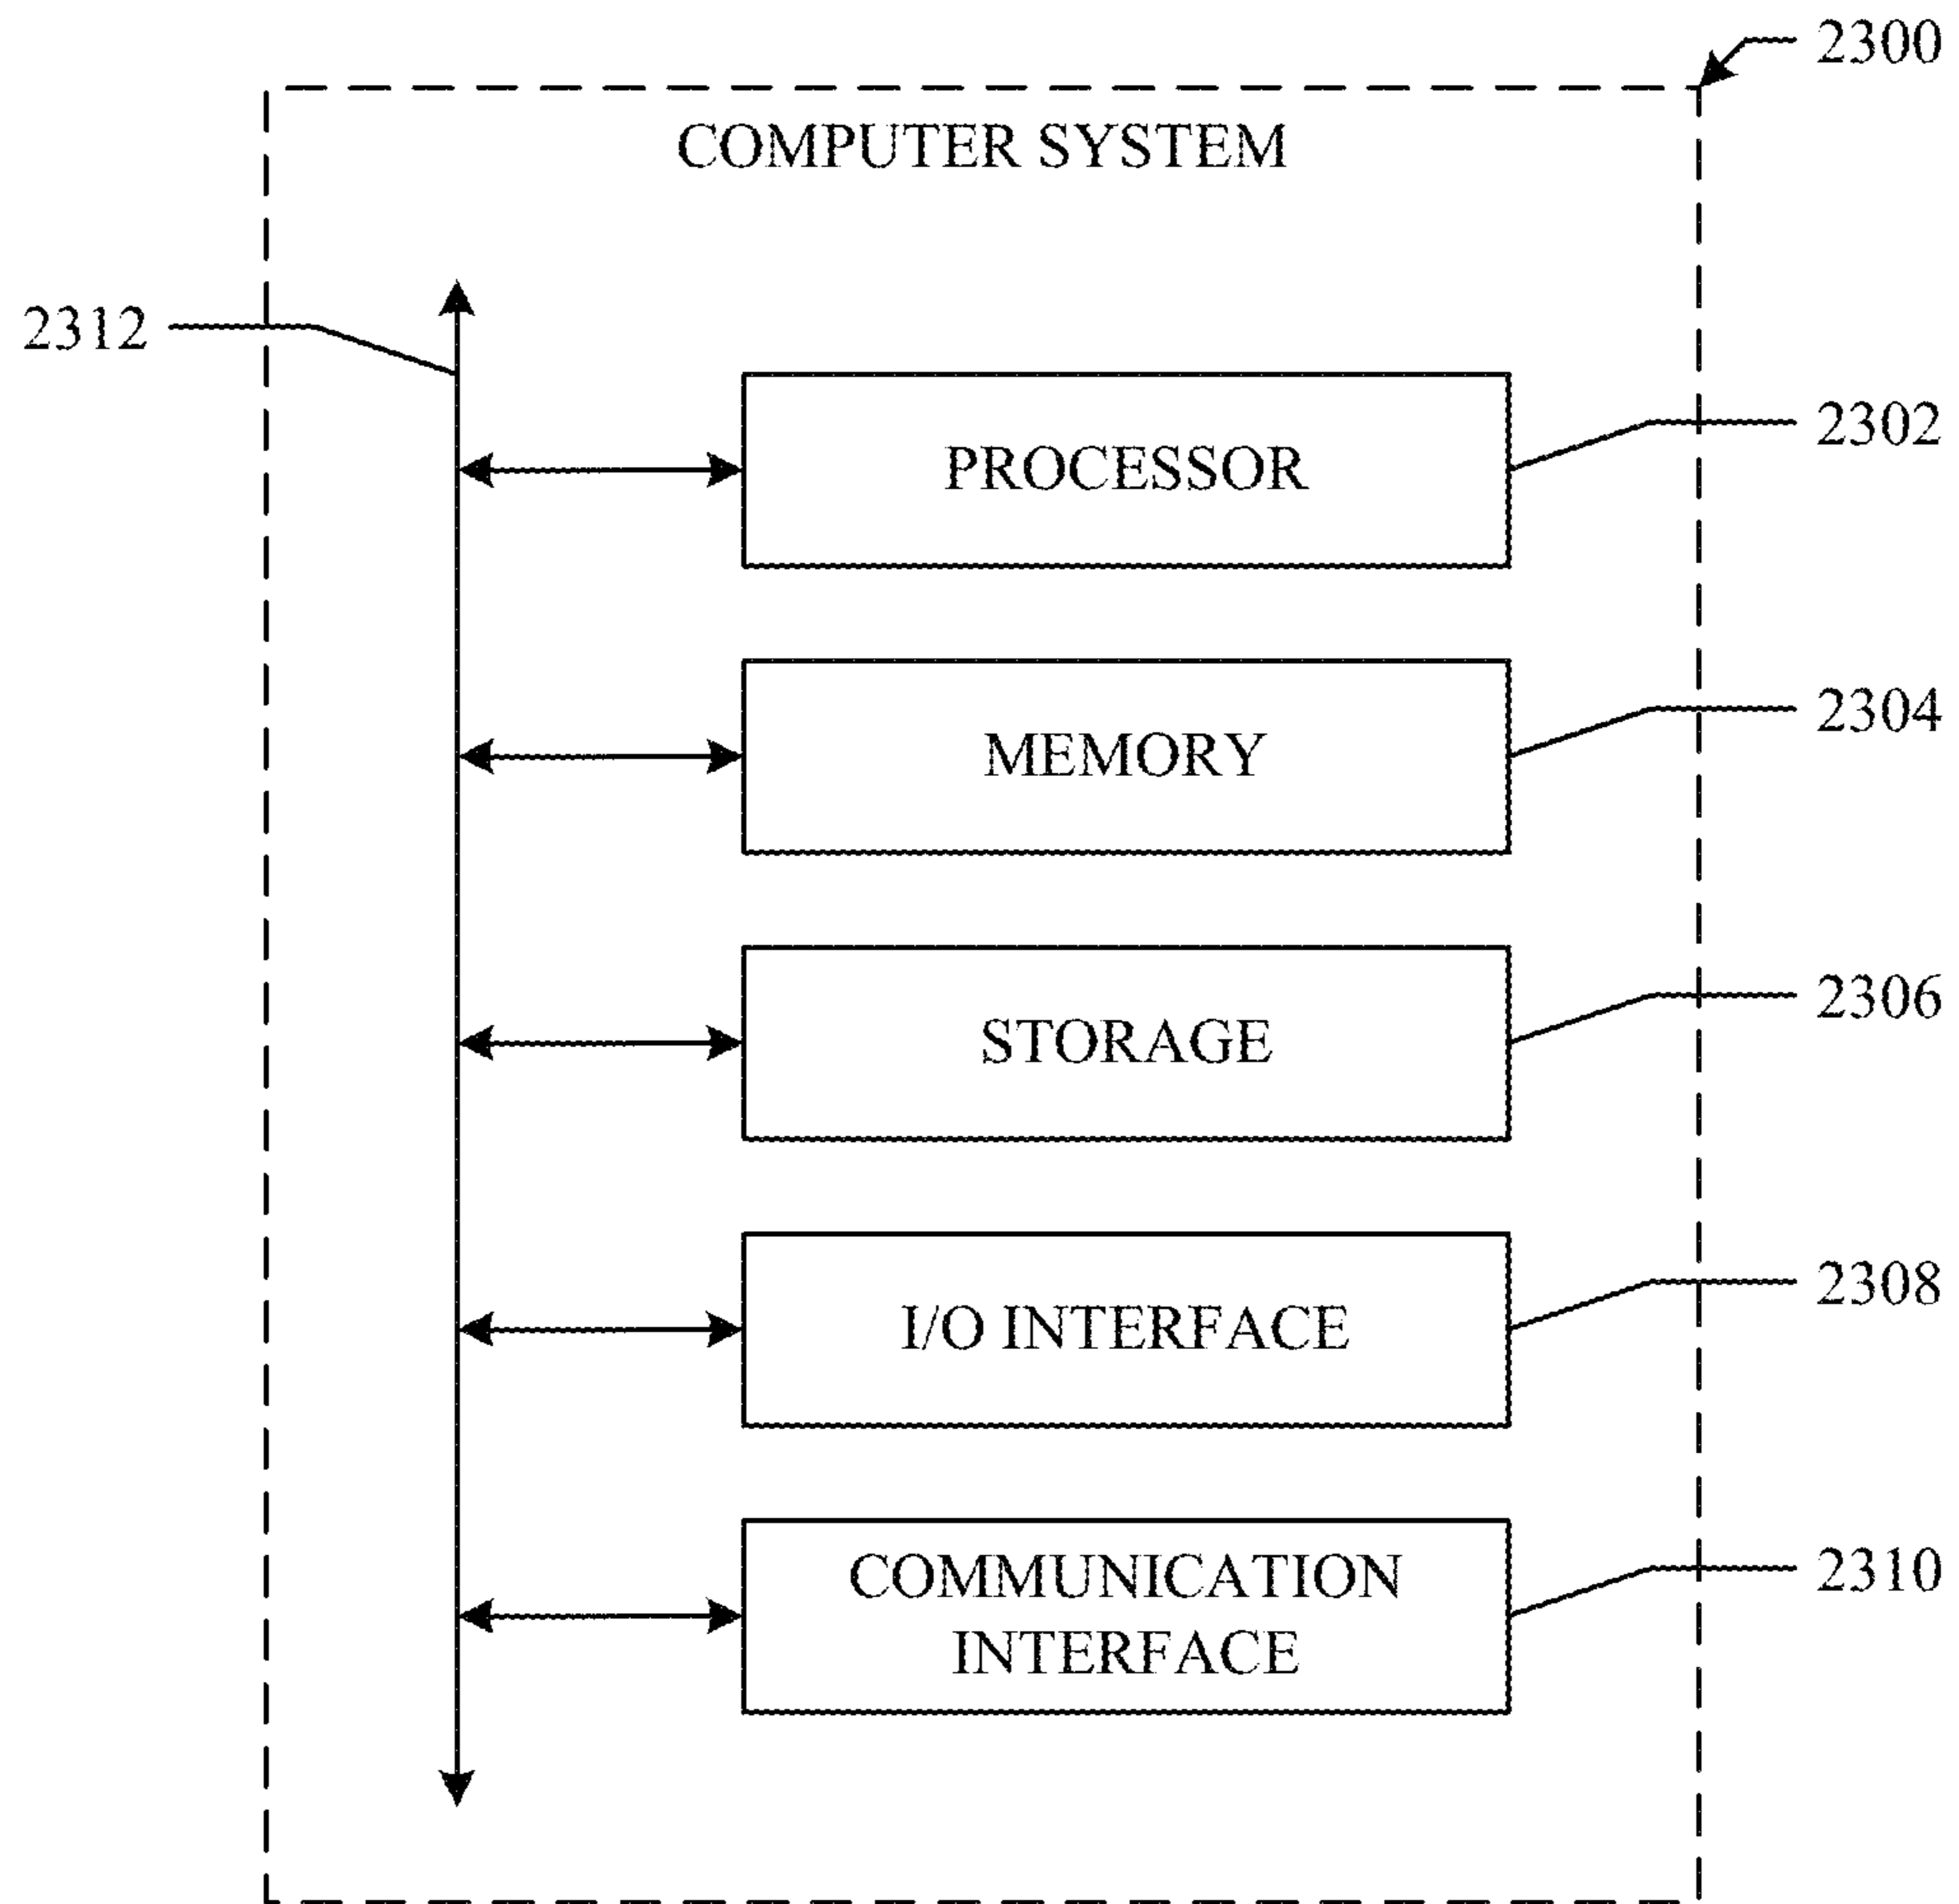 2300
COMPUTER SYSTEM
2312
PROCESSOR
2302
MEMORY
2304
STORAGE
2306
I/O INTERFACE
2308
COMMUNICATION
INTERFACE
2310